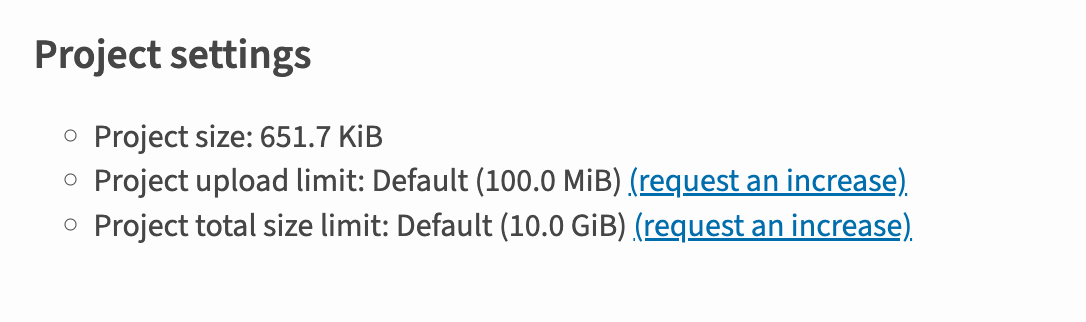 Project settings
Project size: 651.7 KiB
Project upload limit: Default (100.0 MiB) (request an increase)
Project total size limit: Default (10.0 GiB) (request an increase)